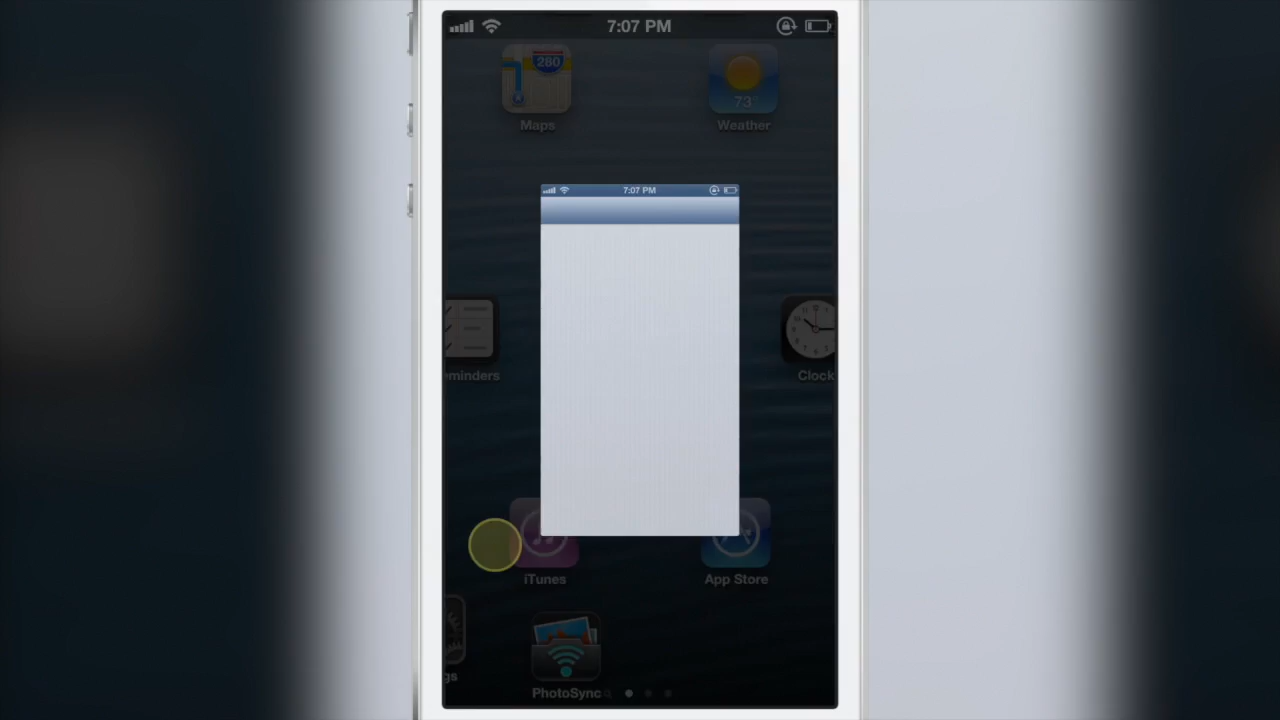 7:07 PM
280
73°
Maps
Weather
7:07 PM
minders
Clock
iTunes
App Store
gs
PhotoSync